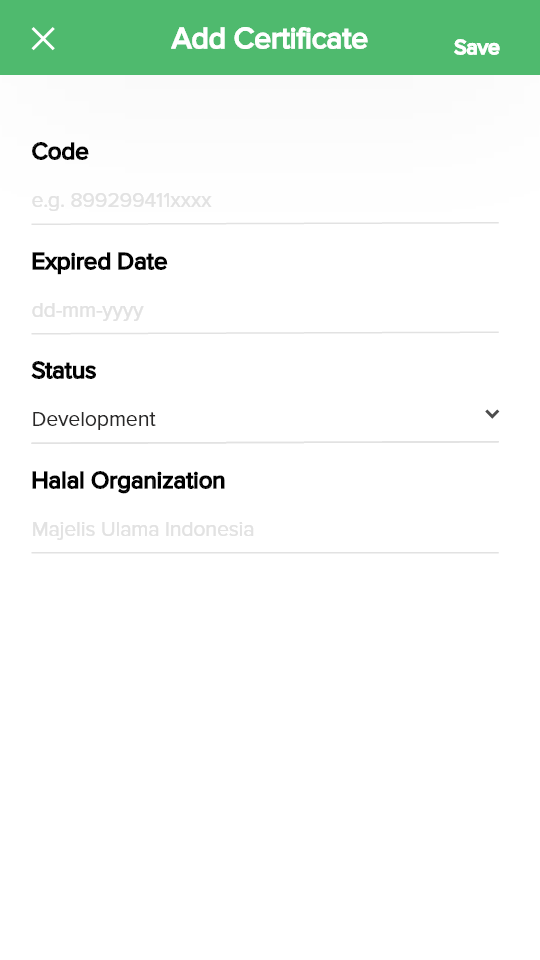 Add Certificate
Save
Code
e.g. 899299411xxxx
Expired Date
dd-mm-yyyy
Status
Development
Halal Organization
Majelis Ulama Indonesia